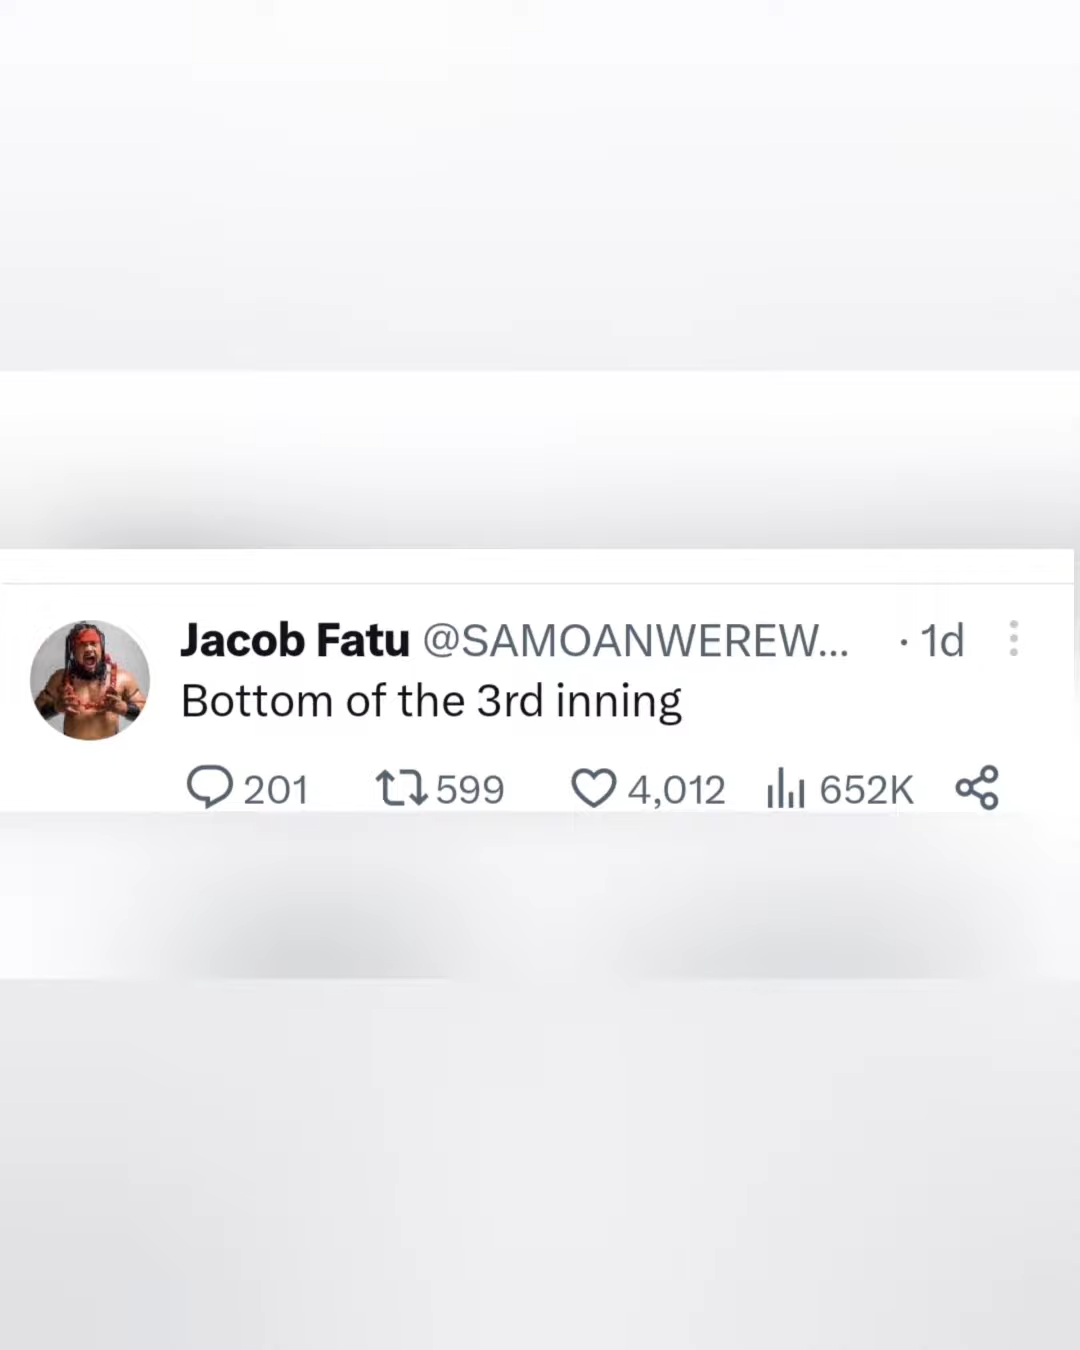 Jacob Fatu @SAMOANWEREW... · 1d
Bottom of the 3rd inning
201 599 4,012 652K